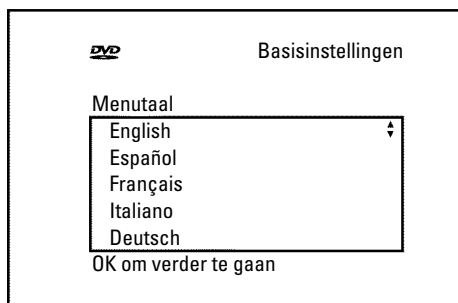 DVD Basisinstellingen
Menutaal
English
Español
Français
Italiano
Deutsch
OK om verder te gaan